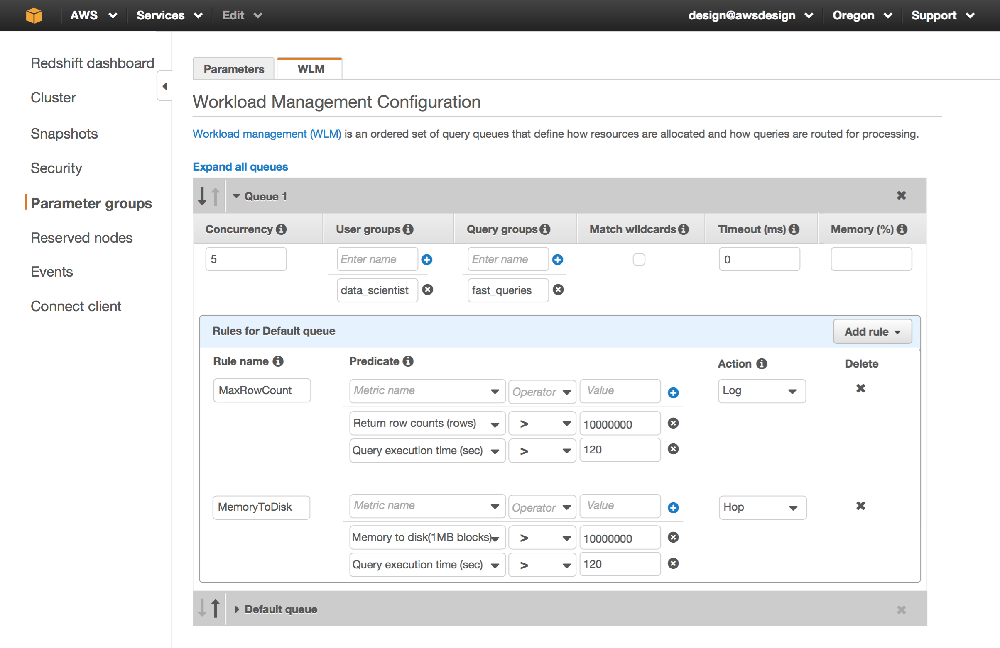 AWS Services Edit design@awsdesign Oregon Support
Redshift dashboard
Cluster
Snapshots
Security
Parameter groups
Reserved nodes
Events
Connect client
Parameters WLM
Workload Management Configuration
Workload management (WLM) is an ordered set of query queues that define how resources are allocated and how queries are routed for processing.
Expand all queues
Queue 1
Concurrency User groups Query groups Match wildcards Timeout (ms) Memory (%)
5 Enter name Enter name 0
data_scientist fast_queries
Rules for Default queue Add rule
Rule name Predicate Action Delete
MaxRowCount Metric name Operator Value Log
Return row counts (rows) > 10000000
Query execution time (sec) > 120
MemoryToDisk Metric name Operator Value Hop
Memory to disk(1MB blocks) > 10000000
Query execution time (sec) > 120
Default queue